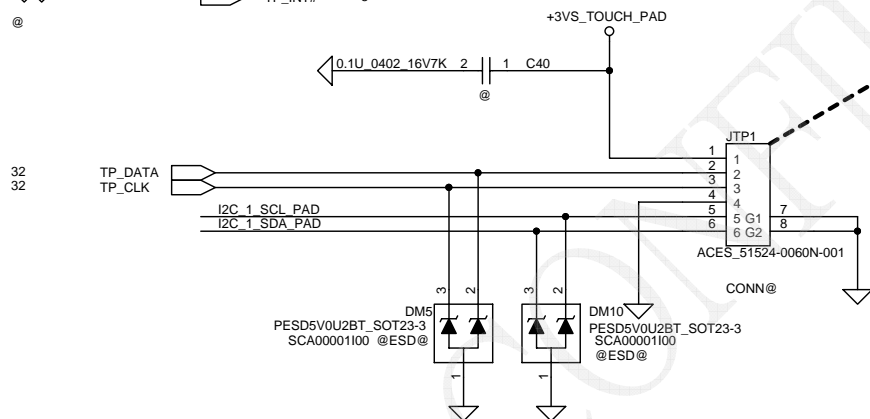 TP_INT#
@
+3VS_TOUCH_PAD
0.1U_0402_16V7K 2 1 C40
@
JTP1
1 1
32 TP_DATA 2 2
32 TP_CLK 3 3
4 4
I2C_1_SCL_PAD 5 5 G1 7
I2C_1_SDA_PAD 6 6 G2 8
ACES_51524-0060N-001
CONN@
3 2 3 2
DM5
PESD5V0U2BT_SOT23-3
SCA00001I00 @ESD@
DM10
PESD5V0U2BT_SOT23-3
SCA00001I00
@ESD@
1 1
CONF